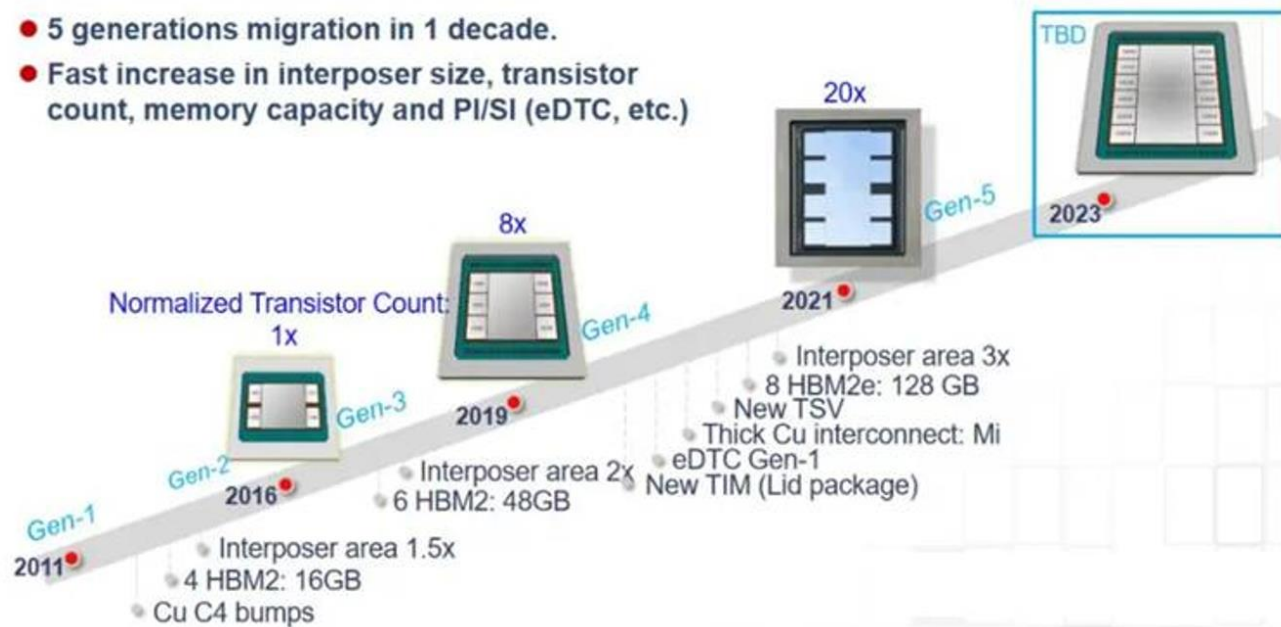 5 generations migration in 1 decade.
Fast increase in interposer size, transistor
count, memory capacity and PI/SI (eDTC, etc.)
TBD
20x
8x
Normalized Transistor Count:
1x
Gen-1
Gen-2
Gen-3
Gen-4
Gen-5
2011
2016
2019
2021
2023
Interposer area 1.5x
4 HBM2: 16GB
Cu C4 bumps
Interposer area 2x
6 HBM2: 48GB
Interposer area 3x
8 HBM2e: 128 GB
New TSV
Thick Cu interconnect: Mi
eDTC Gen-1
New TIM (Lid package)